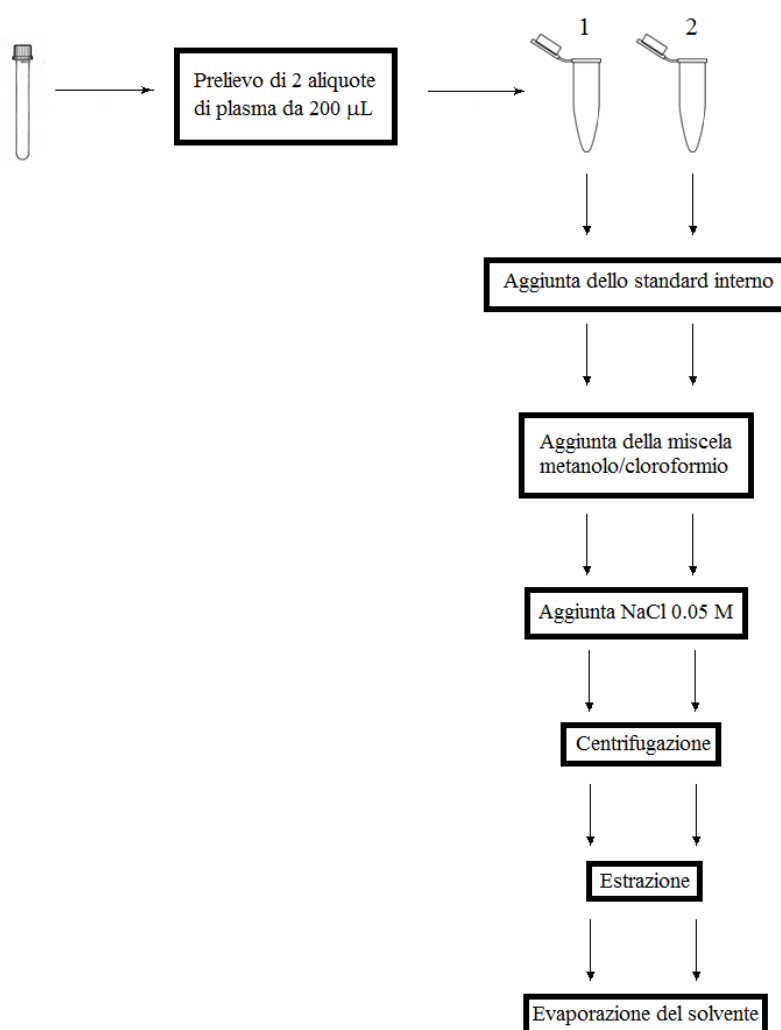 1 2
Prelievo di 2 aliquote
di plasma da 200 μL
Aggiunta dello standard interno
Aggiunta della miscela
metanolo/cloroformio
Aggiunta NaCl 0.05 M
Centrifugazione
Estrazione
Evaporazione del solvente